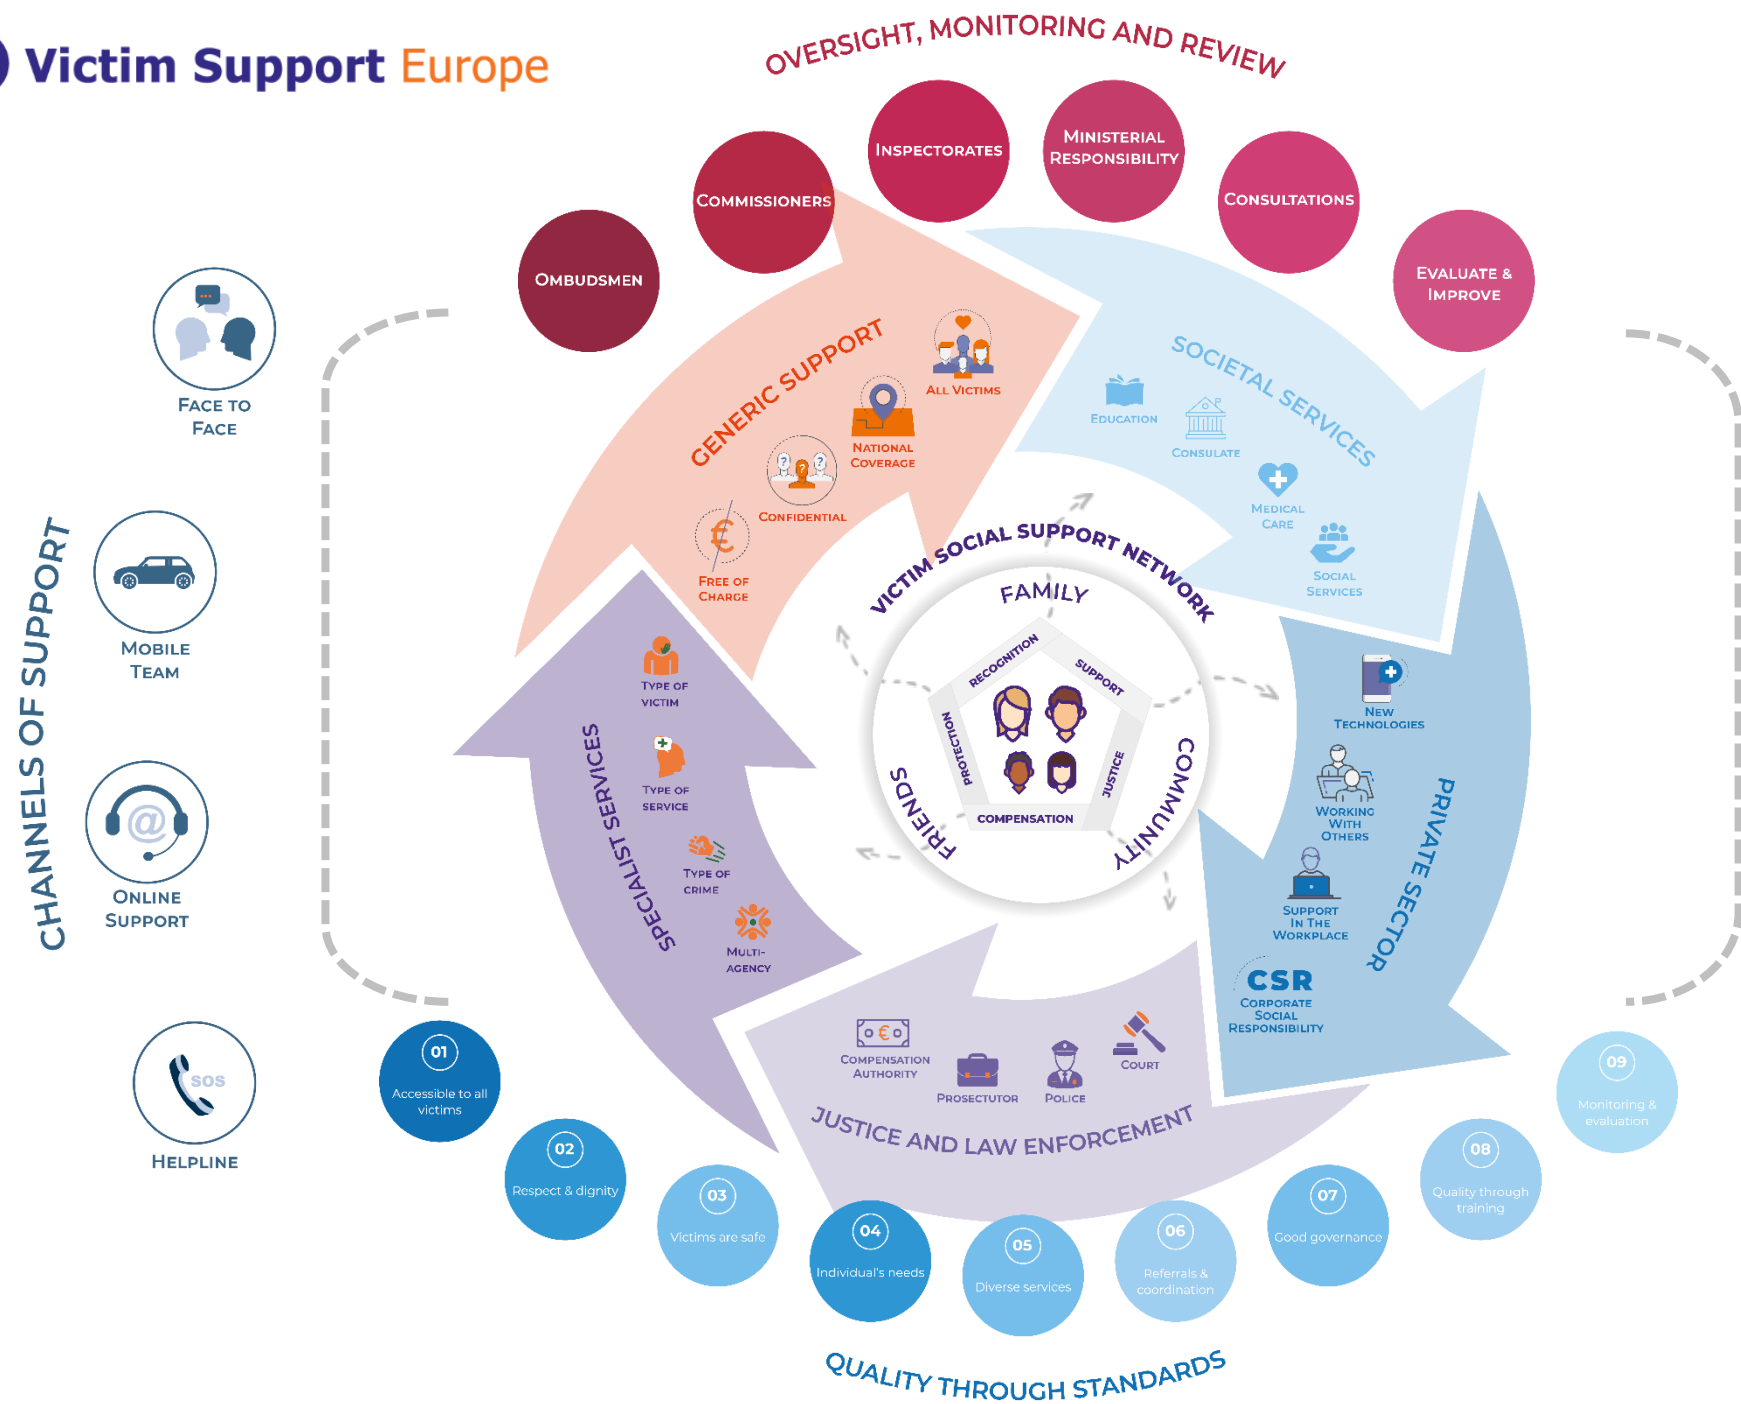 Victim Support Europe
OVERSIGHT, MONITORING AND REVIEW
OMBUDSMEN
COMMISSIONERS
INSPECTORATES
MINISTERIAL
RESPONSIBILITY
CONSULTATIONS
EVALUATE &
IMPROVE
CHANNELS OF SUPPORT
FACE TO
FACE
MOBILE
TEAM
@
ONLINE
SUPPORT
SOS
HELPLINE
GENERIC SUPPORT
ALL VICTIMS
NATIONAL
COVERAGE
? ? ?
CONFIDENTIAL
€
FREE OF
CHARGE
SOCIETAL SERVICES
EDUCATION
CONSULATE
MEDICAL
CARE
SOCIAL
SERVICES
PRIVATE SECTOR
NEW
TECHNOLOGIES
WORKING
WITH
OTHERS
SUPPORT
IN THE
WORKPLACE
CSR
CORPORATE
SOCIAL
RESPONSIBILITY
JUSTICE AND LAW ENFORCEMENT
€
COMPENSATION
AUTHORITY
PROSECTUTOR
POLICE
COURT
SPECIALIST SERVICES
TYPE OF
VICTIM
TYPE OF
SERVICE
TYPE OF
CRIME
MULTI-
AGENCY
VICTIM SOCIAL SUPPORT NETWORK
FAMILY
COMMUNITY
FRIENDS
RECOGNITION
SUPPORT
JUSTICE
COMPENSATION
PROTECTION
01
Accessible to all
victims
02
Respect & dignity
03
Victims are safe
04
Individual's needs
05
Diverse services
06
Referrals &
coordination
07
Good governance
08
Quality through
training
09
Monitoring &
evaluation
QUALITY THROUGH STANDARDS